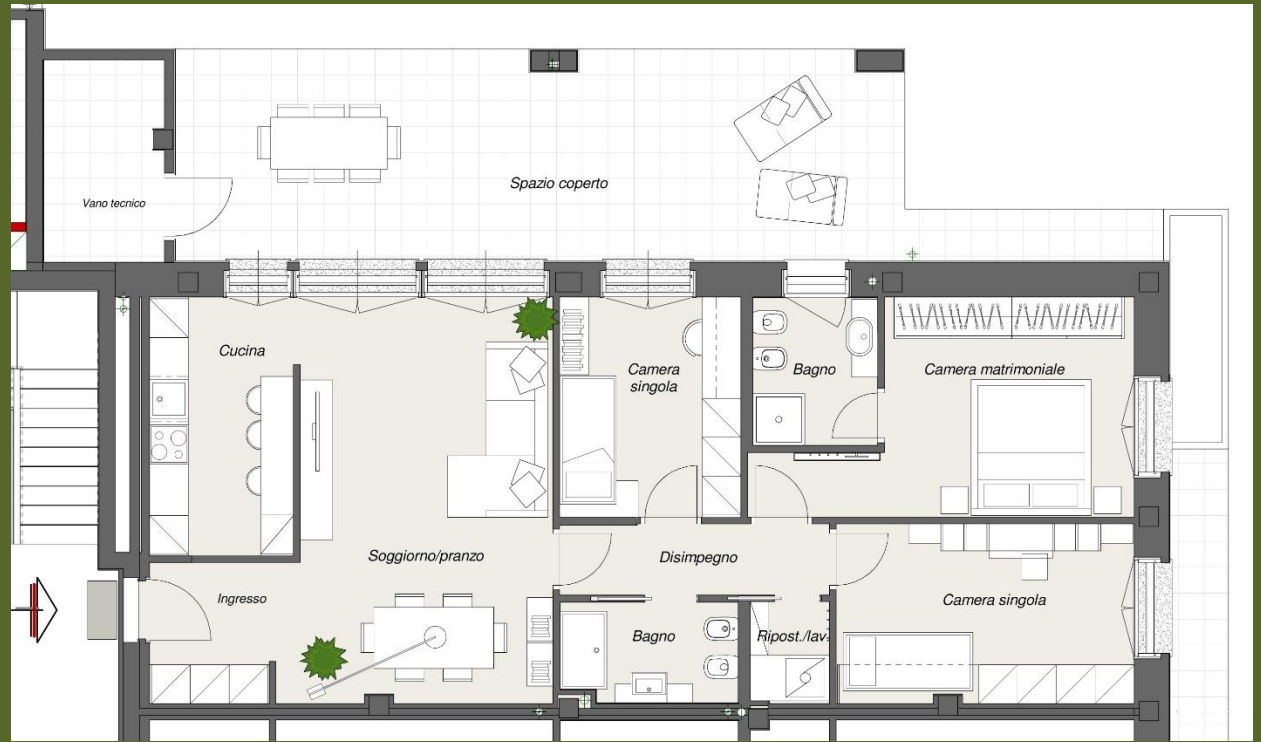 Spazio coperto
Vano tecnico
Cucina
Camera
singola
Bagno
Camera matrimoniale
Soggiorno/pranzo
Disimpegno
Ingresso
Camera singola
Bagno
Ripost./lav.